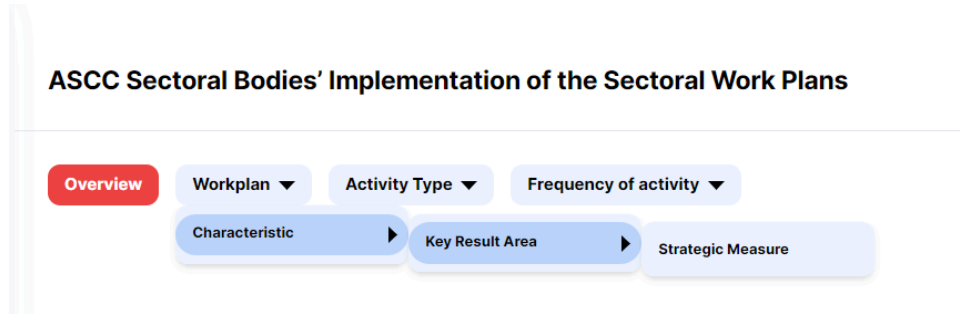 ASCC Sectoral Bodies’ Implementation of the Sectoral Work Plans
Overview
Workplan
Activity Type
Frequency of activity
Characteristic
Key Result Area
Strategic Measure